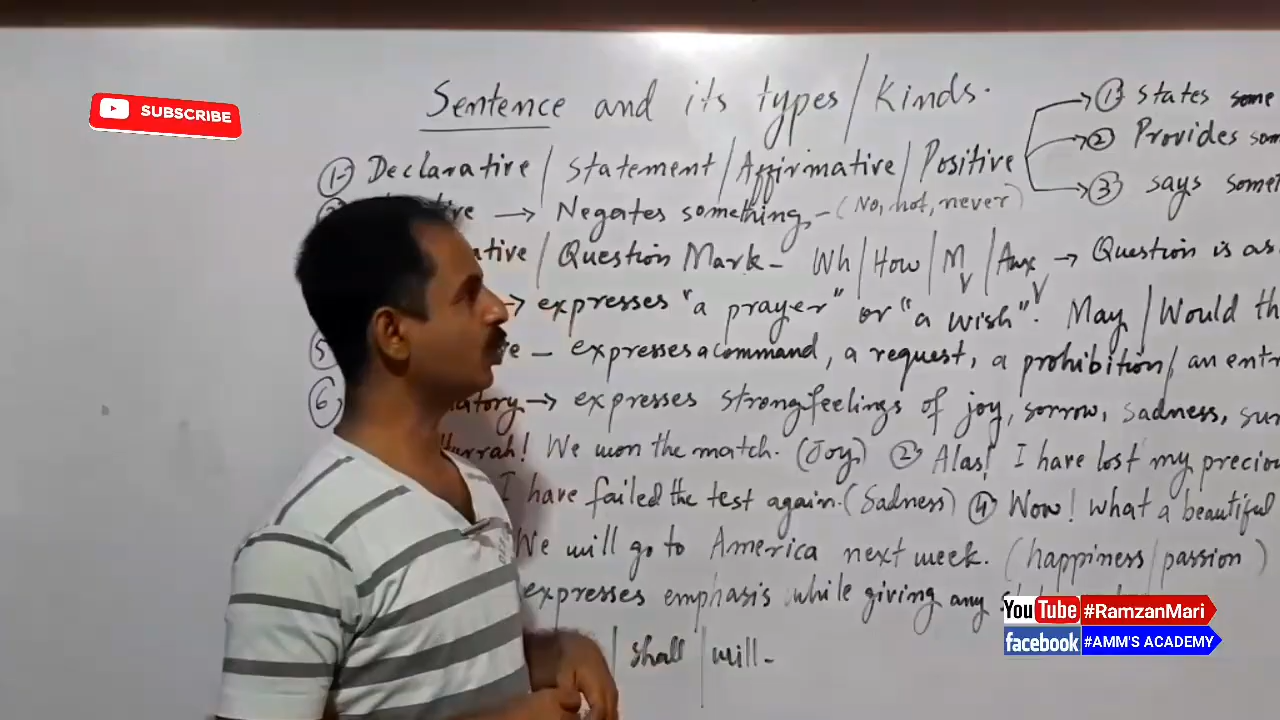 SUBSCRIBE
Sentence and its types / Kinds.
① States some
② Provides som
③ says somet
①- Declarative / Statement / Affirmative / Positive
→ Negates something - (No, not, never)
ative / Question Mark - Wh / How / M V / Aux V → Question is as
→ expresses "a prayer" or "a wish". May / Would th
⑤ e - expresses a command, a request, a prohibition / an entr
⑥ atory → expresses strong feelings of joy, sorrow, sadness, sur
Hurrah! We won the match. (Joy) ② Alas! I have lost my preciou
I have failed the test again. (Sadness) ④ Wow! What a beautiful
We will go to America next week. (happiness / passion)
expresses emphasis while giving any
/ shall / will -
YouTube #RamzanMari
facebook #AMM'S ACADEMY